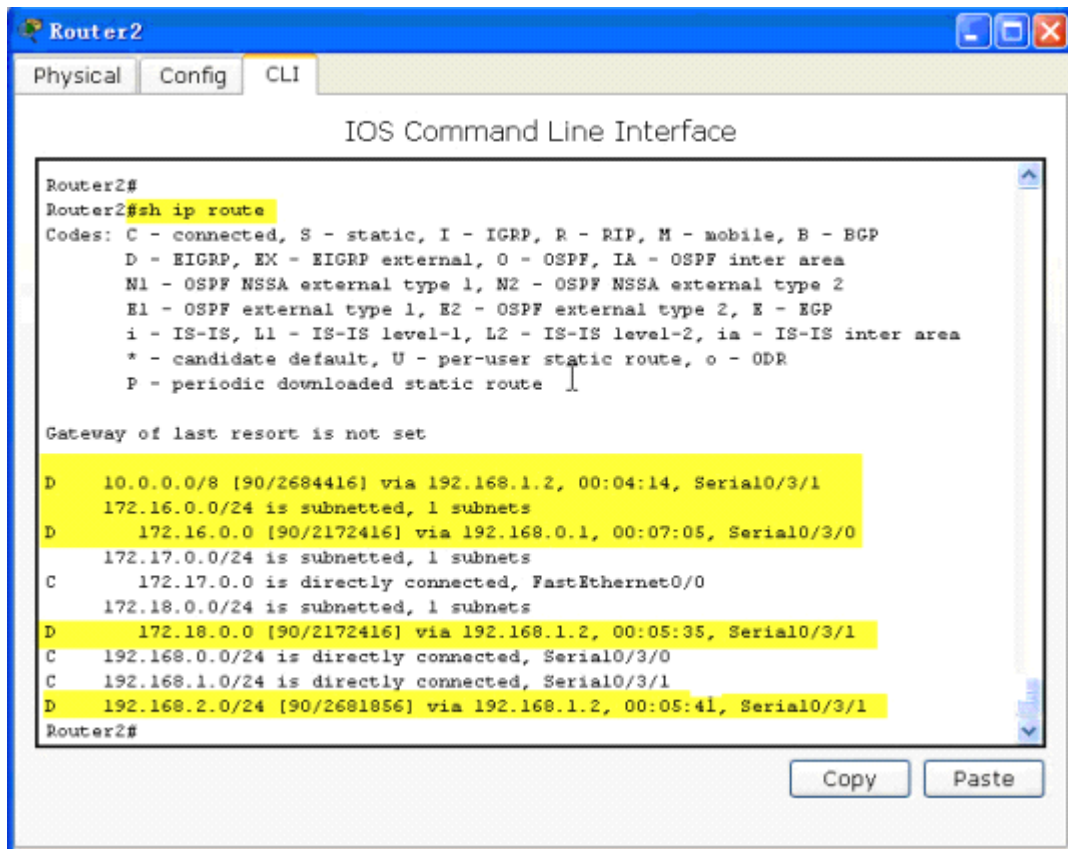 Router2
Physical Config CLI
IOS Command Line Interface
Router2#
Router2#sh ip route
Codes: C - connected, S - static, I - IGRP, R - RIP, M - mobile, B - BGP
D - EIGRP, EX - EIGRP external, O - OSPF, IA - OSPF inter area
N1 - OSPF NSSA external type 1, N2 - OSPF NSSA external type 2
E1 - OSPF external type 1, E2 - OSPF external type 2, E - EGP
i - IS-IS, L1 - IS-IS level-1, L2 - IS-IS level-2, ia - IS-IS inter area
* - candidate default, U - per-user static route, o - ODR
P - periodic downloaded static route
Gateway of last resort is not set
D 10.0.0.0/8 [90/2684416] via 192.168.1.2, 00:04:14, Serial0/3/1
172.16.0.0/24 is subnetted, 1 subnets
D 172.16.0.0 [90/2172416] via 192.168.0.1, 00:07:05, Serial0/3/0
172.17.0.0/24 is subnetted, 1 subnets
C 172.17.0.0 is directly connected, FastEthernet0/0
172.18.0.0/24 is subnetted, 1 subnets
D 172.18.0.0 [90/2172416] via 192.168.1.2, 00:05:35, Serial0/3/1
C 192.168.0.0/24 is directly connected, Serial0/3/0
C 192.168.1.0/24 is directly connected, Serial0/3/1
D 192.168.2.0/24 [90/2681856] via 192.168.1.2, 00:05:41, Serial0/3/1
Router2#
Copy Paste